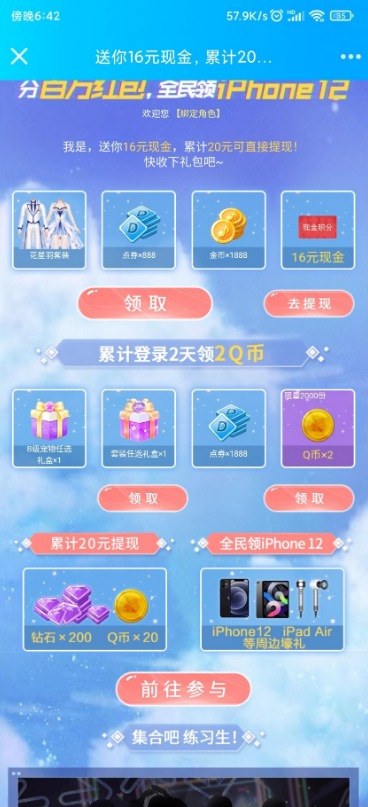 傍晚6:42
57.9K/s
35
送你16元现金，累计20...
分百万红包，全民领iPhone 12
欢迎您 【绑定角色】
我是，送你16元现金，累计20元可直接提现！
快收下礼包吧~
花星羽裳装
点券×888
金币×1888
现金积分
16元现金
领取
去提现
累计登录2天领2Q币
B级宠物任选
礼盒×1
套装任选礼盒×1
点券×1888
限量2000份
Q币×2
领取
领取
累计20元提现
全民领iPhone 12
钻石×200
Q币×20
iPhone12 iPad Air
等周边壕礼
前往参与
集合吧 练习生！